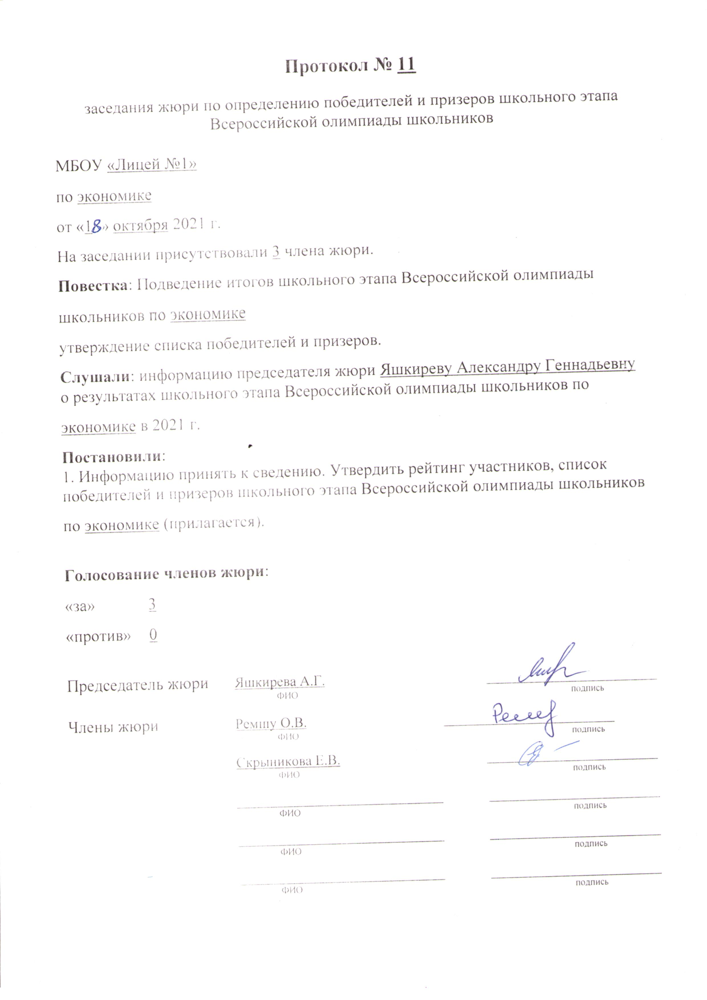 Протокол № 11
заседания жюри по определению победителей и призеров школьного этапа
Всероссийской олимпиады школьников
МБОУ «Лицей №1»
по экономике
от «18» октября 2021 г.
На заседании присутствовали 3 члена жюри.
Повестка: Подведение итогов школьного этапа Всероссийской олимпиады
школьников по экономике
утверждение списка победителей и призеров.
Слушали: информацию председателя жюри Яшкиреву Александру Геннадьевну
о результатах школьного этапа Всероссийской олимпиады школьников по
экономике в 2021 г.
Постановили:
1. Информацию принять к сведению. Утвердить рейтинг участников, список
победителей и призеров школьного этапа Всероссийской олимпиады школьников
по экономике (прилагается).
Голосование членов жюри:
«за» 3
«против» 0
Председатель жюри Яшкирева А.Г.
ФИО подпись
Члены жюри Ремшу О.В.
ФИО подпись
Скрыникова Е.В.
ФИО подпись
ФИО подпись
ФИО подпись
ФИО подпись